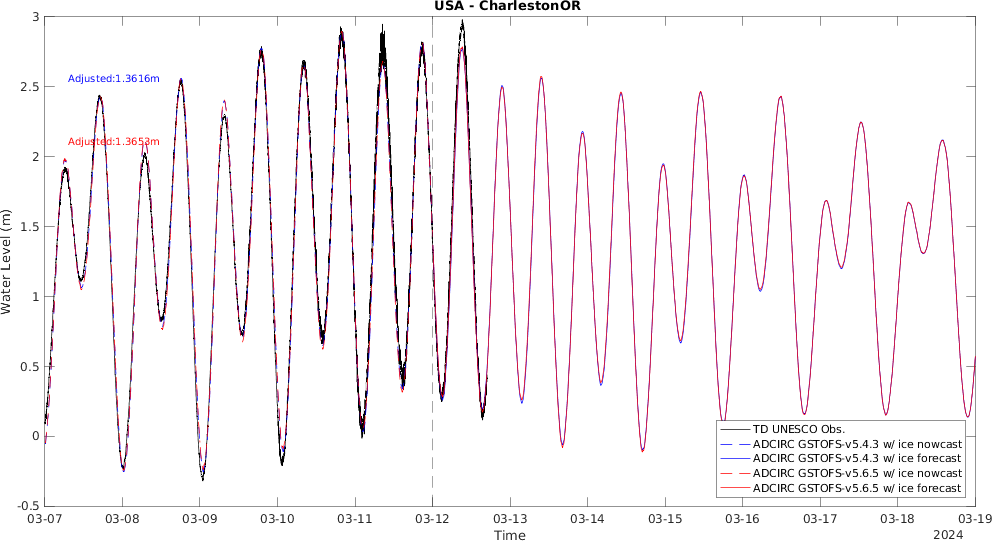 USA - CharlestonOR
3
2.5
2
1.5
1
0.5
0
-0.5
Water Level (m)
Adjusted:1.3616m
Adjusted:1.3653m
TD UNESCO Obs.
ADCIRC GSTOFS-v5.4.3 w/ ice nowcast
ADCIRC GSTOFS-v5.4.3 w/ ice forecast
ADCIRC GSTOFS-v5.6.5 w/ ice nowcast
ADCIRC GSTOFS-v5.6.5 w/ ice forecast
03-07 03-08 03-09 03-10 03-11 03-12 03-13 03-14 03-15 03-16 03-17 03-18 03-19
Time
2024